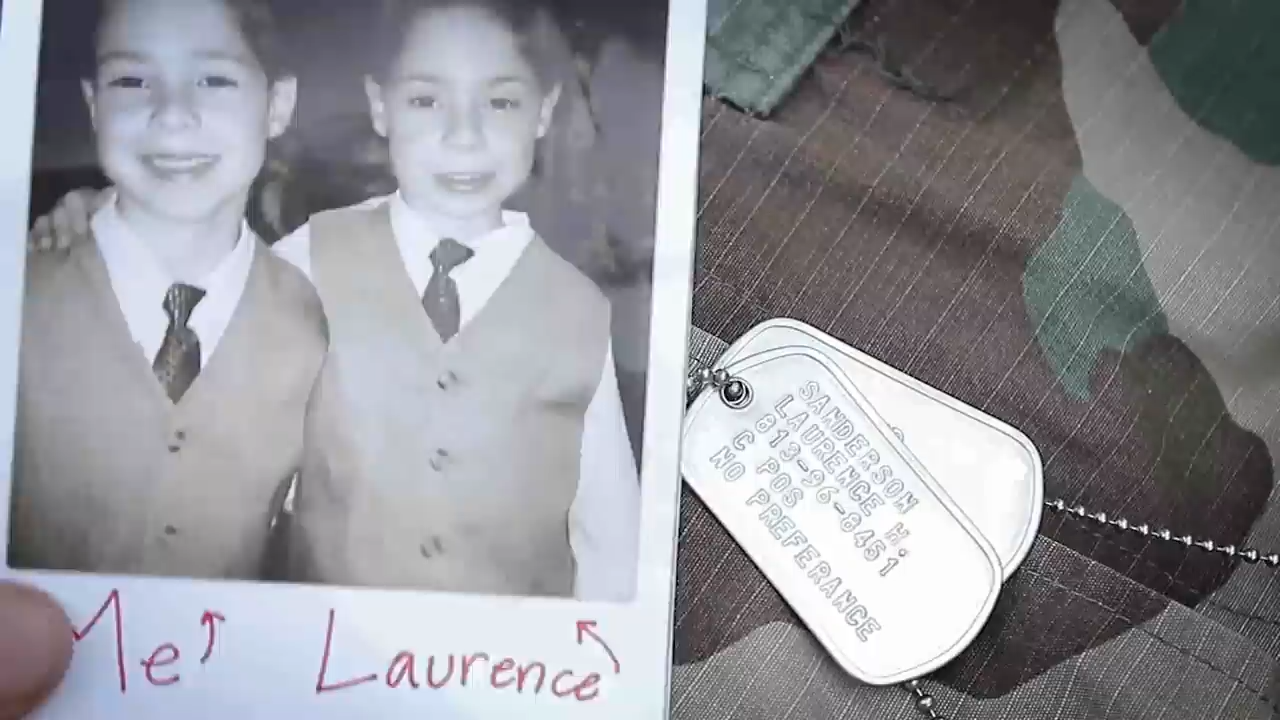 Me Laurence
SANDERSON
LAURENCE H.
813-96-8451
C POS
NO PREFERANCE